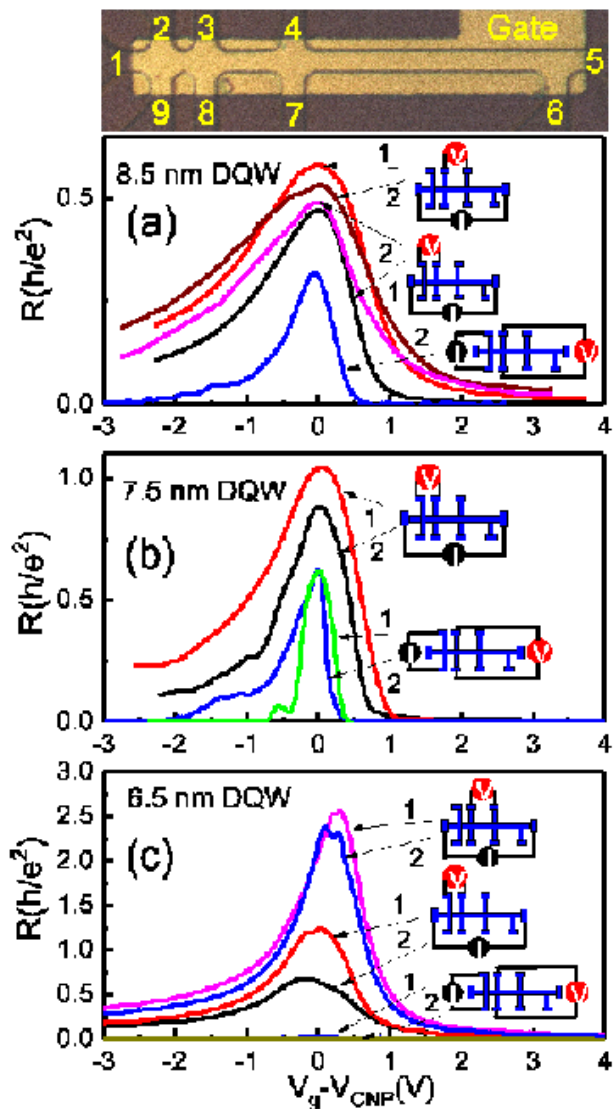 2 3 4 Gate
1 5
9 8 7 6
8.5 nm DQW
(a)
R(h/e²)
0.5
0.0
1
2
V
I
2
1
V
I
2
I
V
-3 -2 -1 0 1 2 3 4
7.5 nm DQW
(b)
R(h/e²)
1.0
0.5
0.0
V
1
2
I
1
2
I
V
-3 -2 -1 0 1 2 3 4
6.5 nm DQW
(c)
R(h/e²)
3.0
2.5
2.0
1.5
1.0
0.5
0.0
V
1
2
I
V
1
2
I
1
2
I
V
-3 -2 -1 0 1 2 3 4
Vg-VCNP(V)